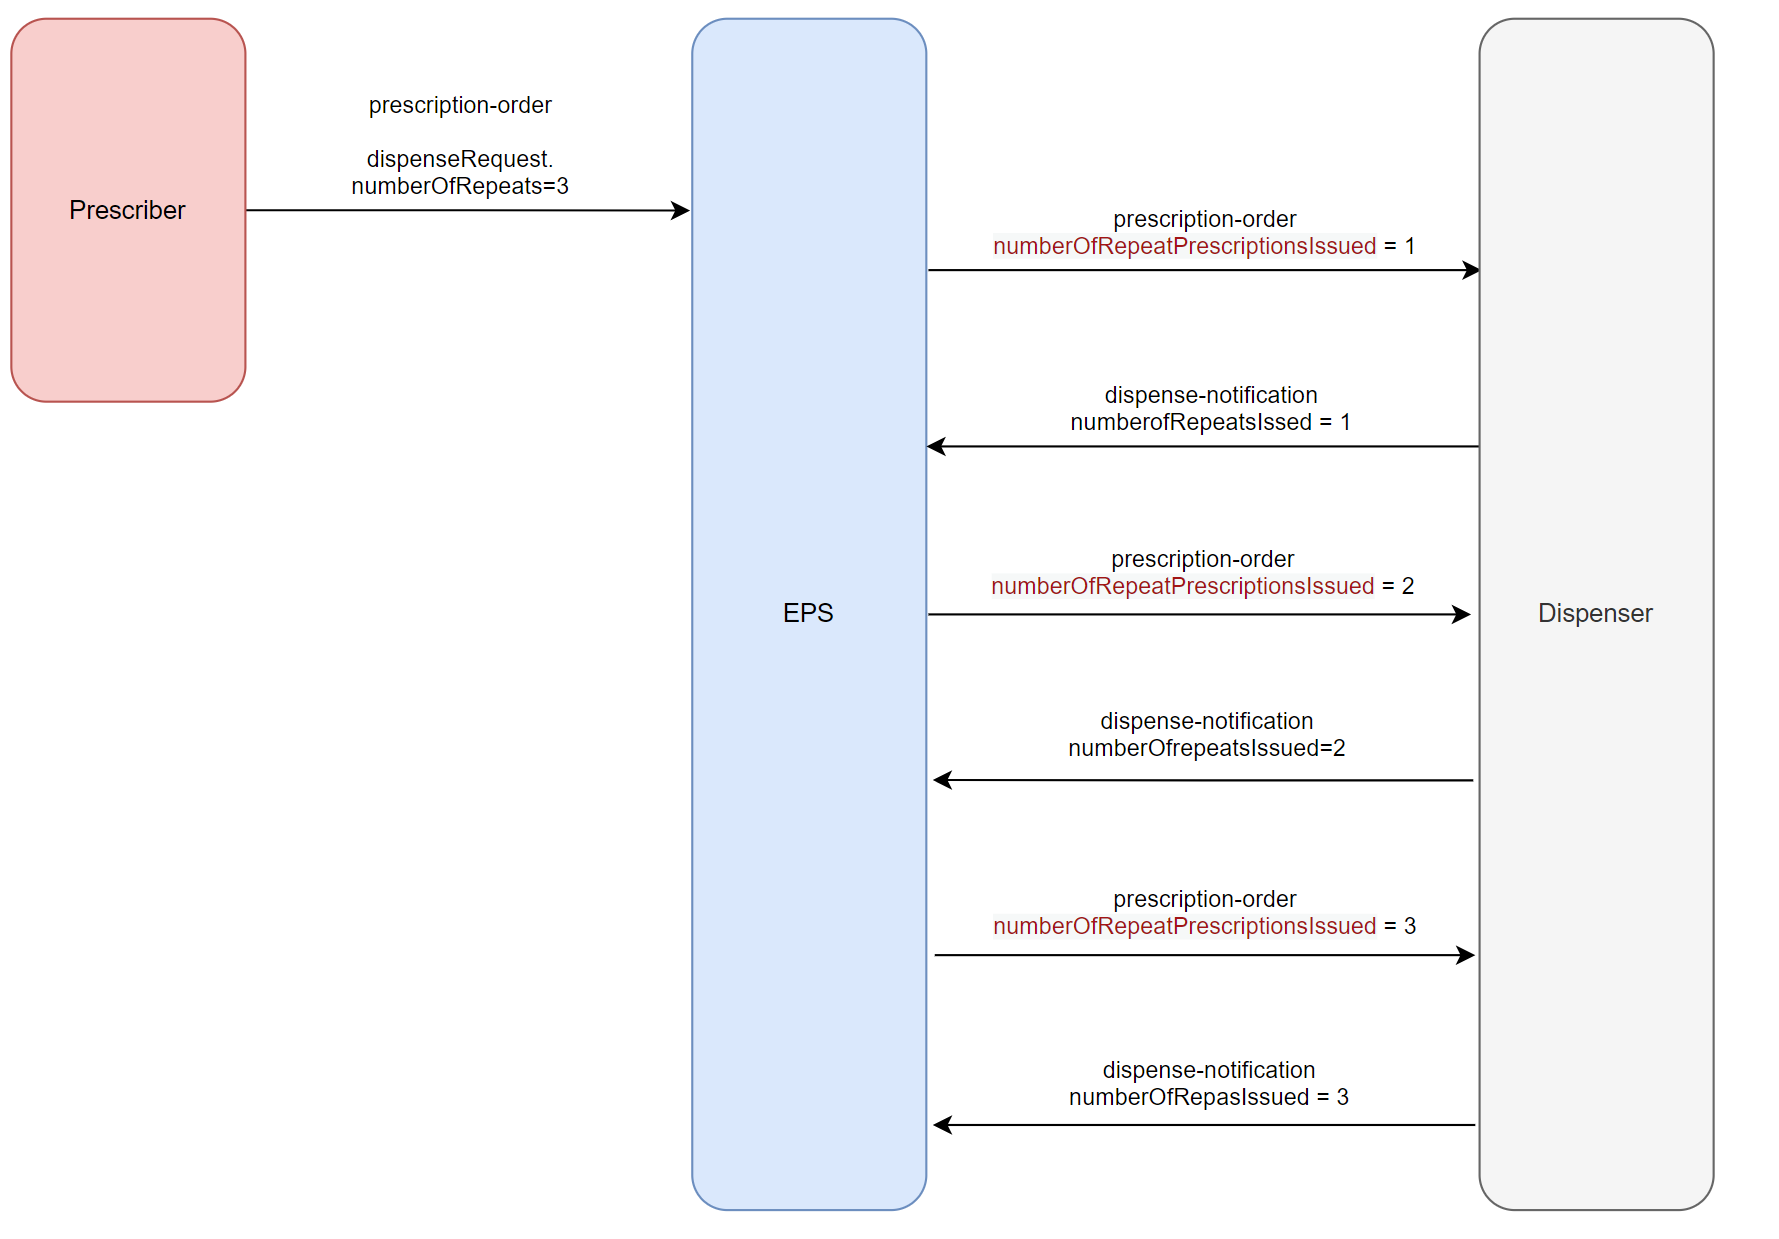 prescription-order
dispenseRequest.
numberOfRepeats=3
Prescriber
prescription-order
numberOfRepeatPrescriptionsIssued = 1
dispense-notification
numberofRepeatsIssed = 1
prescription-order
numberOfRepeatPrescriptionsIssued = 2
EPS
Dispenser
dispense-notification
numberOfrepeatsIssued=2
prescription-order
numberOfRepeatPrescriptionsIssued = 3
dispense-notification
numberOfRepasIssued = 3